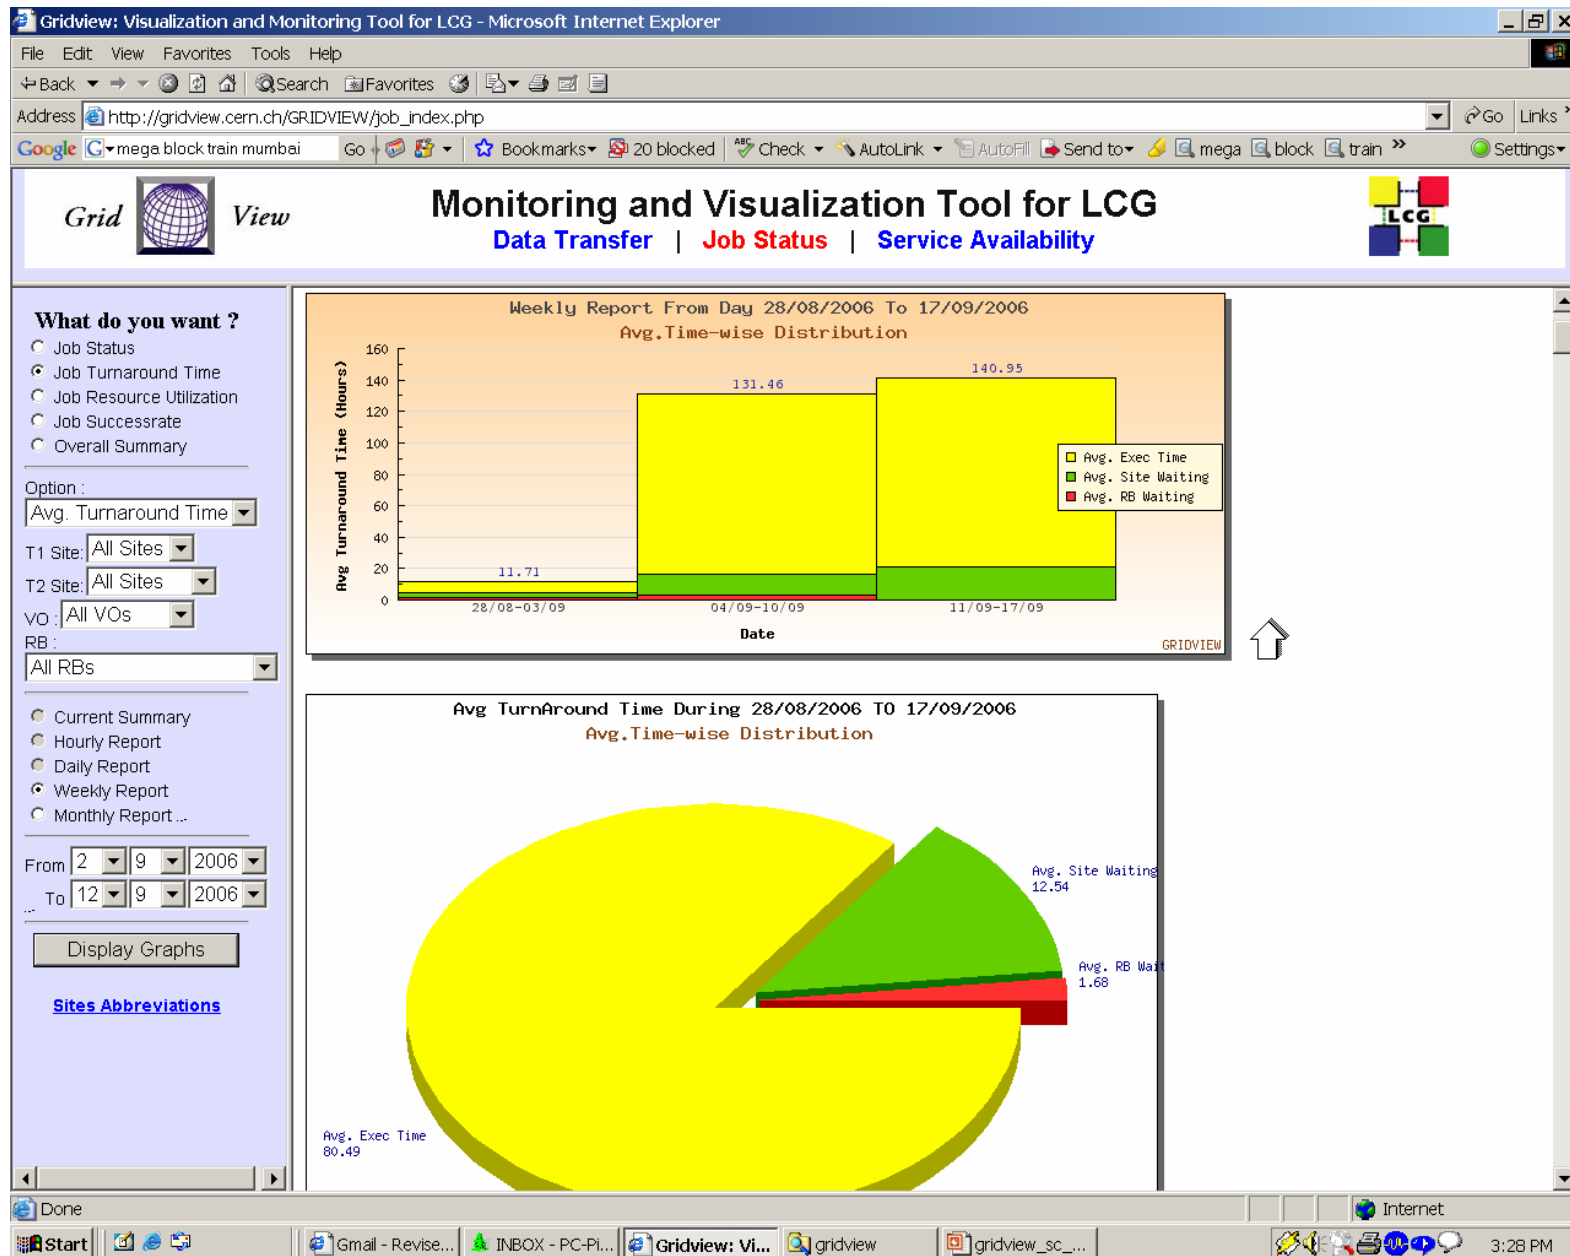 Gridview: Visualization and Monitoring Tool for LCG - Microsoft Internet Explorer
File Edit View Favorites Tools Help
Back Search Favorites
Address http://gridview.cern.ch/GRIDVIEW/job_index.php Go Links
Google G mega block train mumbai Go Bookmarks 20 blocked ABC Check AutoLink AutoFill Send to mega block train » Settings
Grid View
Monitoring and Visualization Tool for LCG
Data Transfer | Job Status | Service Availability
LCG
What do you want ?
Job Status
Job Turnaround Time
Job Resource Utilization
Job Successrate
Overall Summary
Option :
Avg. Turnaround Time
T1 Site: All Sites
T2 Site: All Sites
VO : All VOs
RB :
All RBs
Current Summary
Hourly Report
Daily Report
Weekly Report
Monthly Report ...
From 2 9 2006
... To 12 9 2006
Display Graphs
Sites Abbreviations
Weekly Report From Day 28/08/2006 To 17/09/2006
Avg.Time-wise Distribution
Avg Turnaround Time (Hours)
160
140
120
100
80
60
40
20
0
11.71
131.46
140.95
28/08-03/09
04/09-10/09
11/09-17/09
Date
Avg. Exec Time
Avg. Site Waiting
Avg. RB Waiting
GRIDVIEW
Avg TurnAround Time During 28/08/2006 TO 17/09/2006
Avg.Time-wise Distribution
Avg. Site Waiting
12.54
Avg. RB Wait
1.68
Avg. Exec Time
80.49
Done
Internet
Start
Gmail - Revise...
INBOX - PC-Pi...
Gridview: Vi...
gridview
gridview_sc_...
3:28 PM